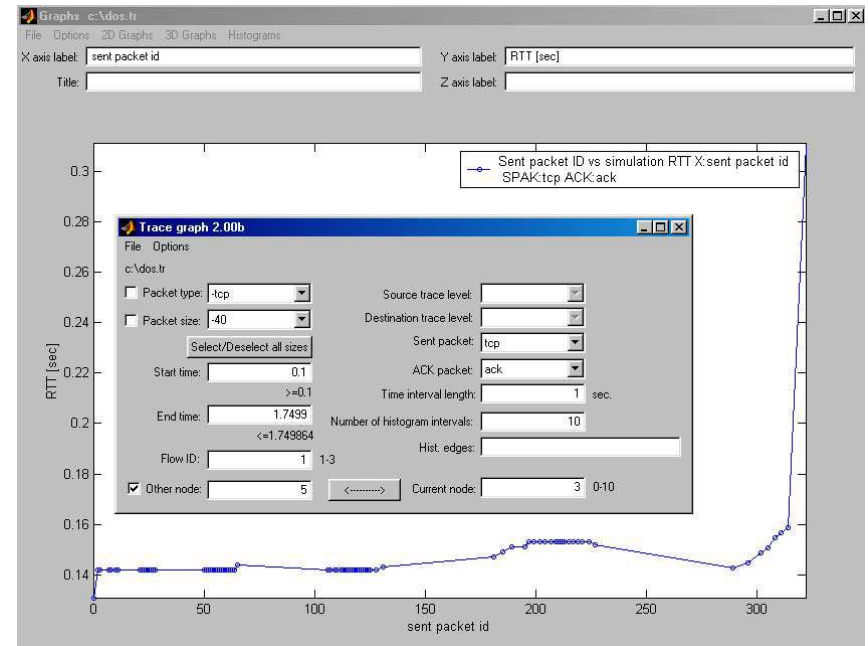 Graphs c:\dos.tr
File Options 2D Graphs 3D Graphs Histograms
X axis label: sent packet id Y axis label: RTT [sec]
Title: Z axis label:
Sent packet ID vs simulation RTT X:sent packet id
SPAK:tcp ACK:ack
0.3
0.28
0.26
0.24
0.22
0.2
0.18
0.16
0.14
RTT [sec]
Trace graph 2.00b
File Options
c:\dos.tr
Packet type: -tcp Source trace level:
Packet size: -40 Destination trace level:
Select/Deselect all sizes Sent packet: tcp
Start time: 0.1 ACK packet: ack
>=0.1 Time interval length: 1 sec.
End time: 1.7499 Number of histogram intervals: 10
<=1.749864 Hist. edges:
Flow ID: 1 1-3
Other node: 5 <---------> Current node: 3 0-10
0 50 100 150 200 250 300
sent packet id